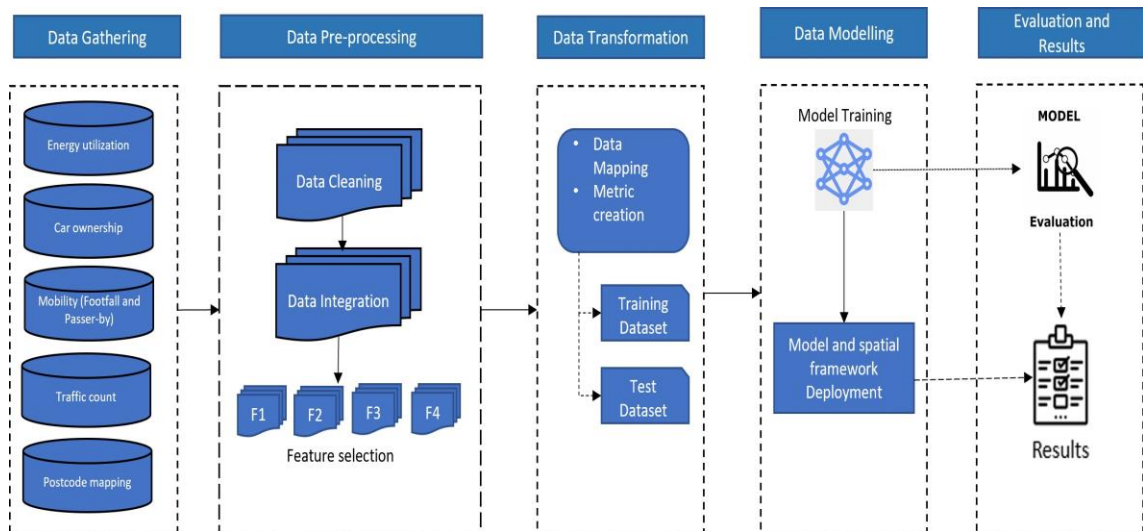 Data Gathering
Data Pre-processing
Data Transformation
Data Modelling
Evaluation and
Results
Energy utilization
Car ownership
Mobility (Footfall and
Passer-by)
Traffic count
Postcode mapping
Data Cleaning
Data Integration
F1
F2
F3
F4
Feature selection
• Data
Mapping
• Metric
creation
Training
Dataset
Test
Dataset
Model Training
Model and spatial
framework
Deployment
MODEL
Evaluation
Results